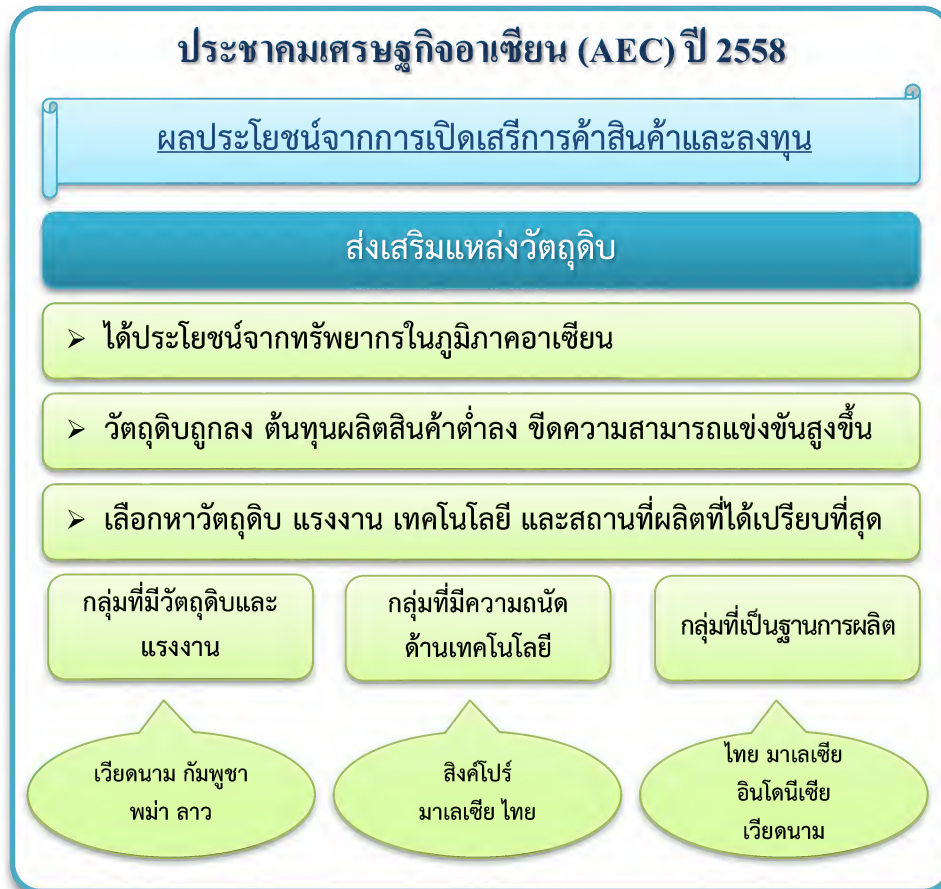 ประชาคมเศรษฐกิจอาเซียน (AEC) ปี 2558
ผลประโยชน์จากการเปิดเสรีการค้าสินค้าและลงทุน
ส่งเสริมแหล่งวัตถุดิบ
➢ ได้ประโยชน์จากทรัพยากรในภูมิภาคอาเซียน
➢ วัตถุดิบถูกลง ต้นทุนผลิตสินค้าต่ำลง ขีดความสามารถแข่งขันสูงขึ้น
➢ เลือกหาวัตถุดิบ แรงงาน เทคโนโลยี และสถานที่ผลิตที่ได้เปรียบที่สุด
กลุ่มที่มีวัตถุดิบและ
แรงงาน
กลุ่มที่มีความถนัด
ด้านเทคโนโลยี
กลุ่มที่เป็นฐานการผลิต
เวียดนาม กัมพูชา
พม่า ลาว
สิงค์โปร์
มาเลเซีย ไทย
ไทย มาเลเซีย
อินโดนีเซีย
เวียดนาม